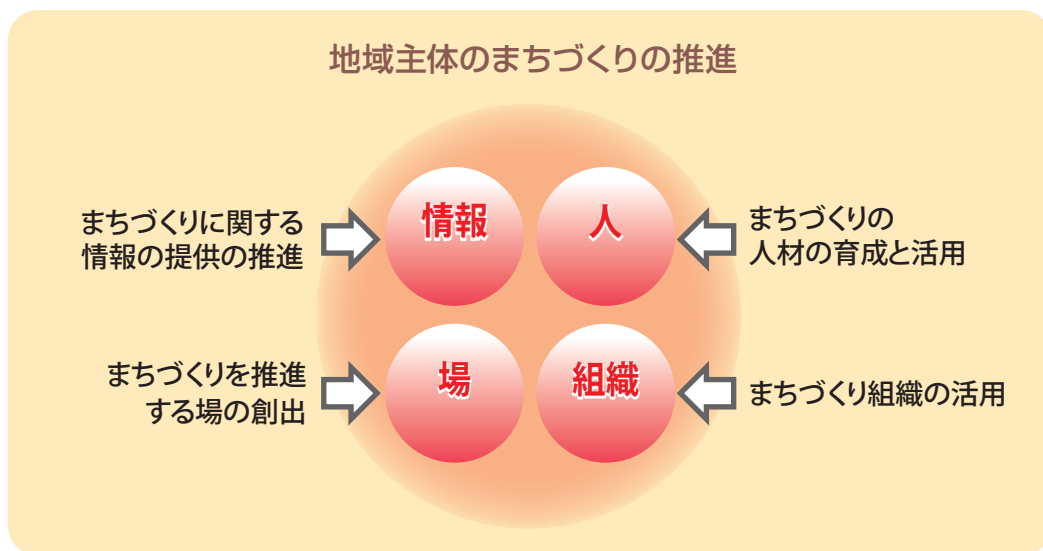 地域主体のまちづくりの推進
まちづくりに関する
情報の提供の推進
情報
人
まちづくりの
人材の育成と活用
まちづくりを推進
する場の創出
場
組織
まちづくり組織の活用